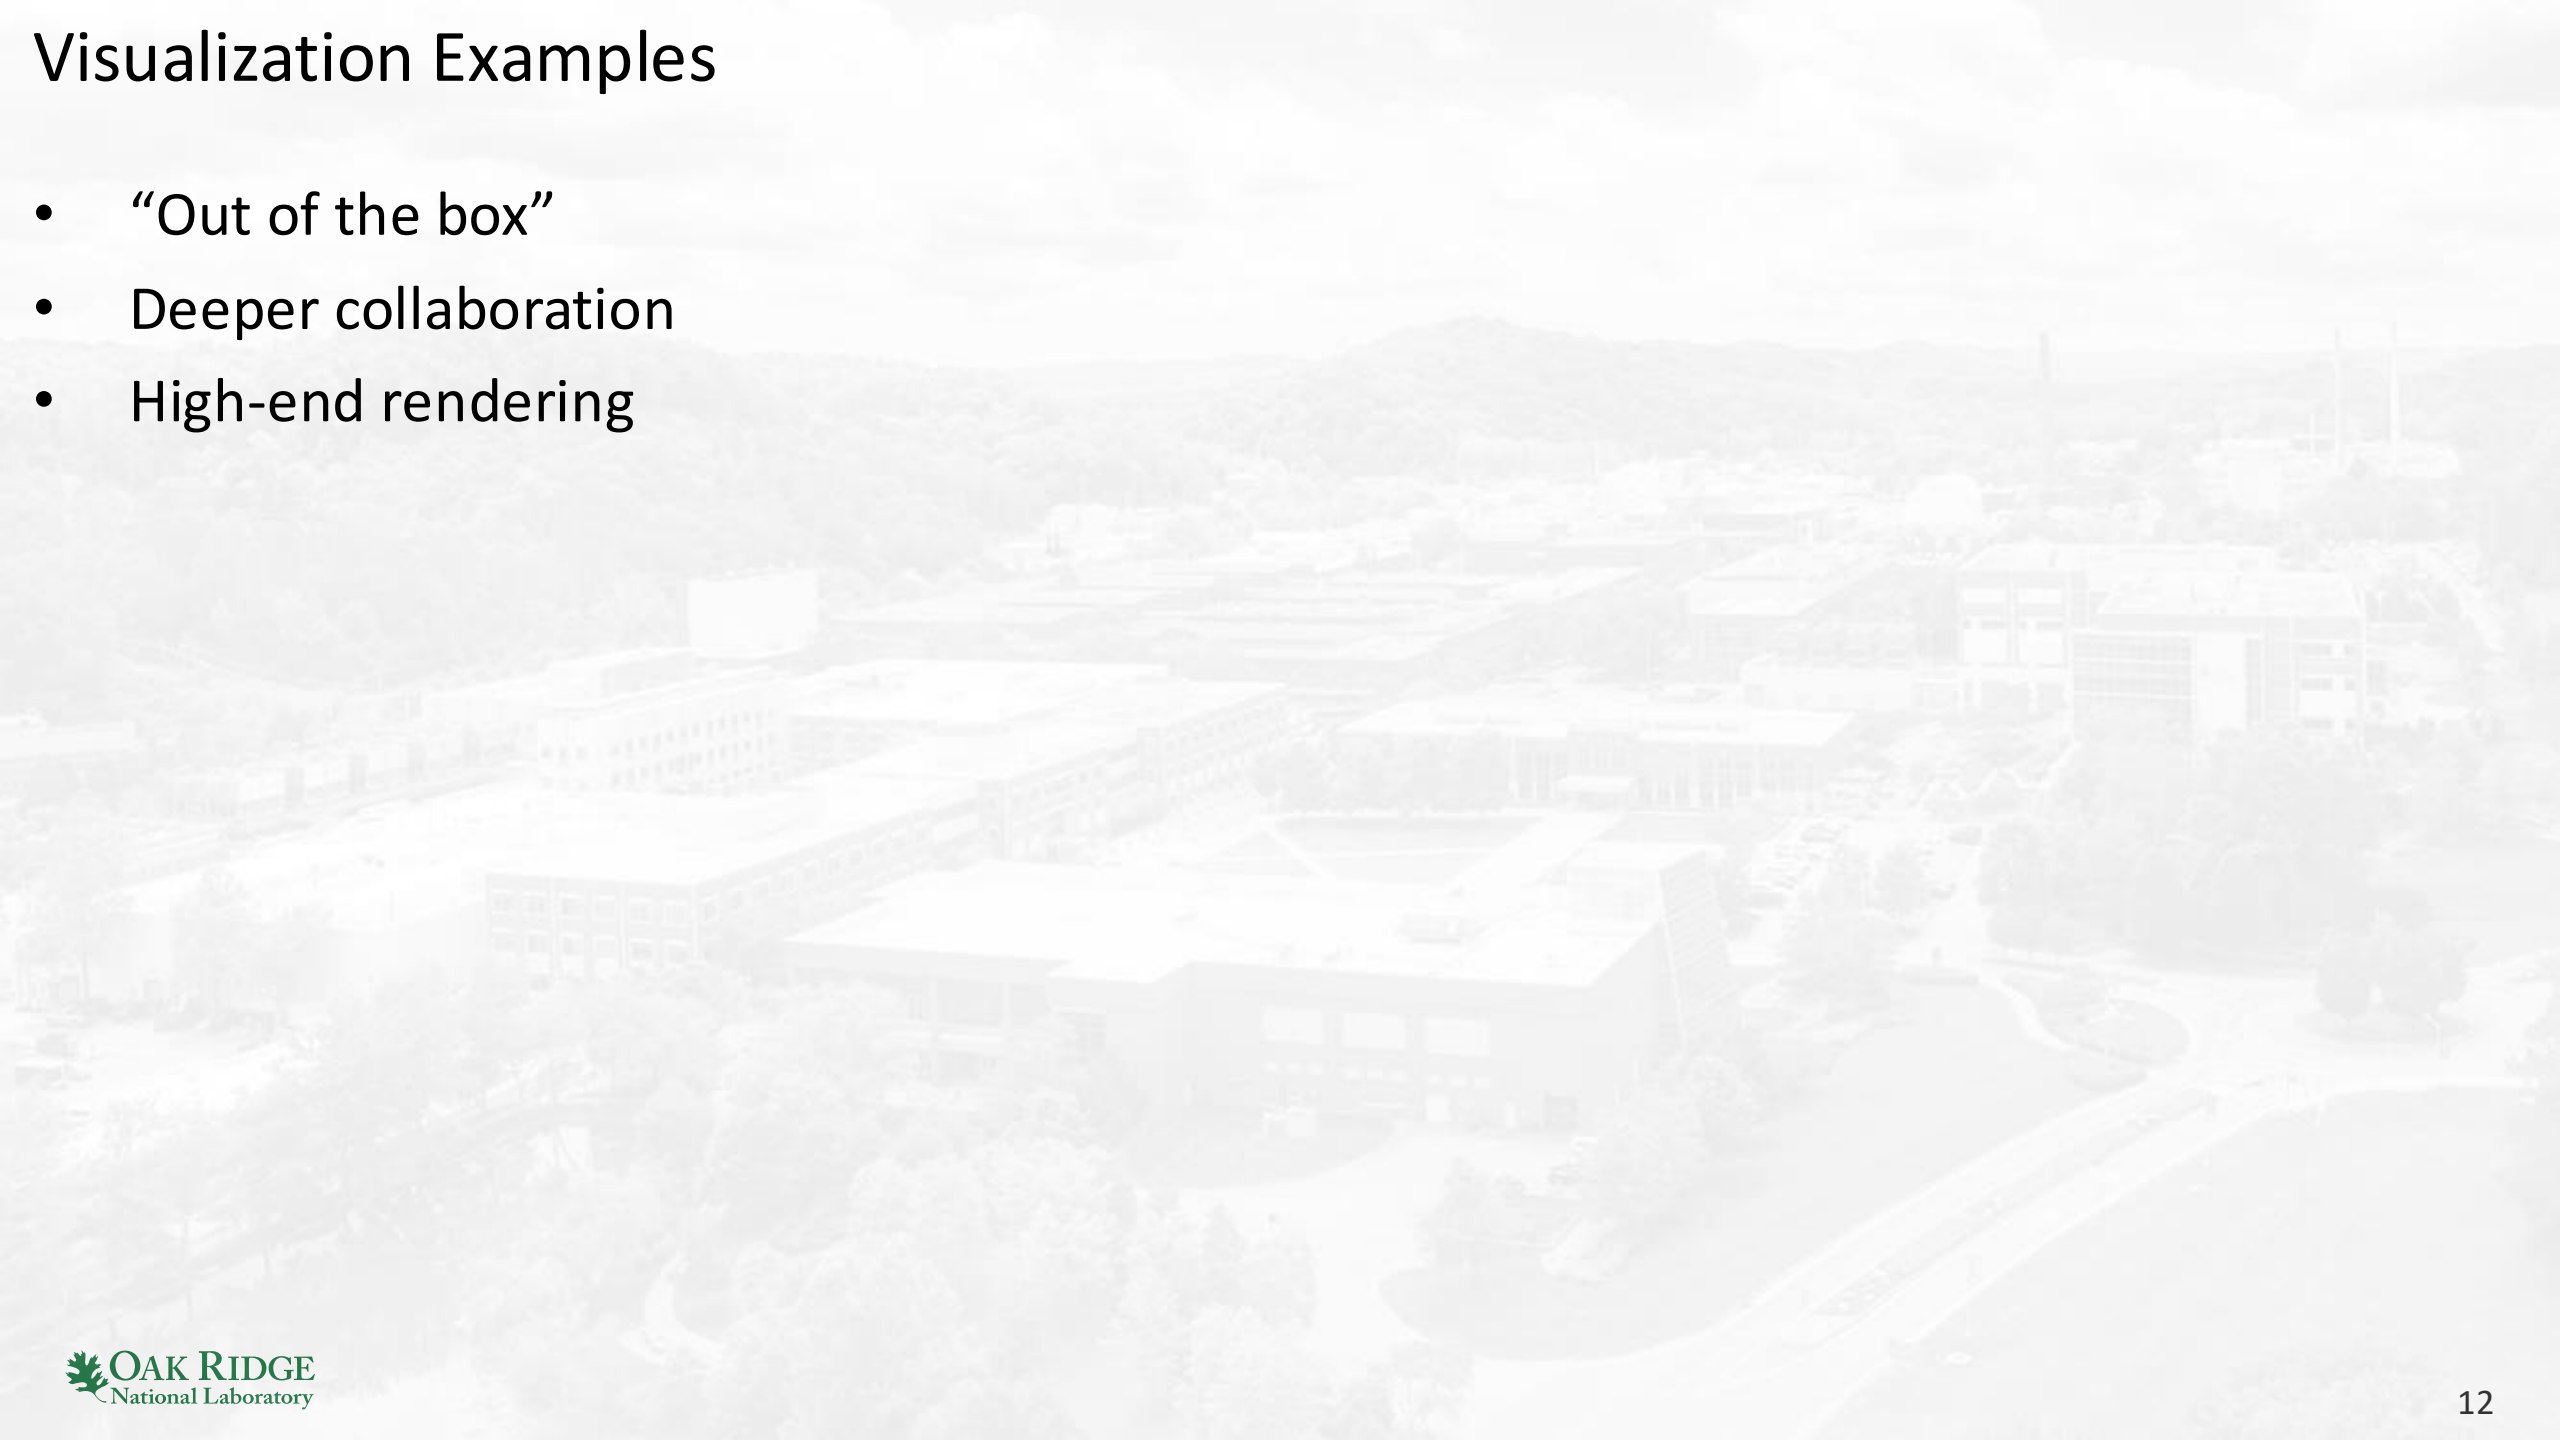 Visualization Examples
• “Out of the box”
• Deeper collaboration
• High-end rendering
OAK RIDGE
National Laboratory
12